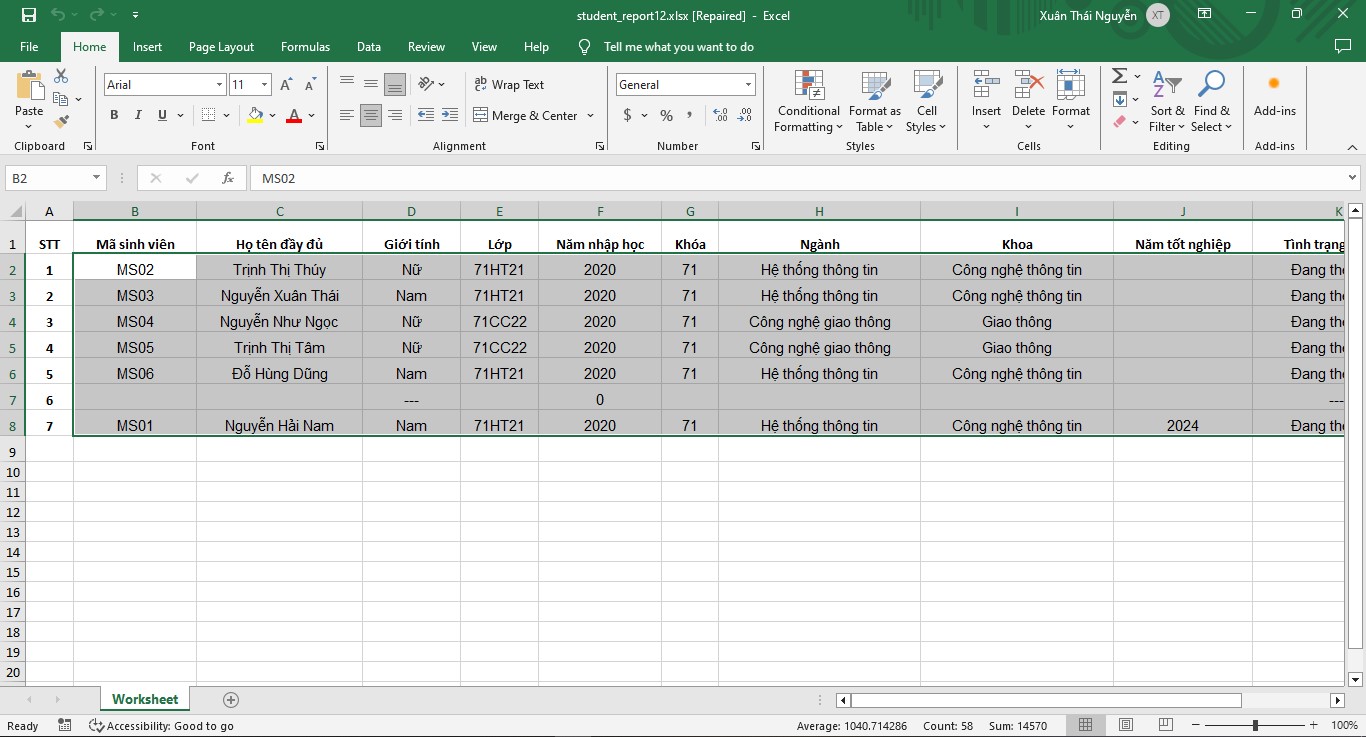 student_report12.xlsx [Repaired] - Excel
Xuân Thái Nguyễn XT
File Home Insert Page Layout Formulas Data Review View Help Tell me what you want to do
Arial 11 A A Wrap Text General
Paste B I U A Merge & Center $ % , Conditional Formatting Format as Table Cell Styles Insert Delete Format Sort & Filter Find & Select Add-ins
Clipboard Font Alignment Number Styles Cells Editing Add-ins
B2 fx MS02
A B C D E F G H I J K
1 STT Mã sinh viên Họ tên đầy đủ Giới tính Lớp Năm nhập học Khóa Ngành Khoa Năm tốt nghiệp Tình trạng
2 1 MS02 Trịnh Thị Thúy Nữ 71HT21 2020 71 Hệ thống thông tin Công nghệ thông tin Đang the
3 2 MS03 Nguyễn Xuân Thái Nam 71HT21 2020 71 Hệ thống thông tin Công nghệ thông tin Đang the
4 3 MS04 Nguyễn Như Ngọc Nữ 71CC22 2020 71 Công nghệ giao thông Giao thông Đang the
5 4 MS05 Trịnh Thị Tâm Nữ 71CC22 2020 71 Công nghệ giao thông Giao thông Đang the
6 5 MS06 Đỗ Hùng Dũng Nam 71HT21 2020 71 Hệ thống thông tin Công nghệ thông tin Đang the
7 6 --- 0 ---
8 7 MS01 Nguyễn Hải Nam Nam 71HT21 2020 71 Hệ thống thông tin Công nghệ thông tin 2024 Đang the
9
10
11
12
13
14
15
16
17
18
19
20
Worksheet
Ready Accessibility: Good to go Average: 1040.714286 Count: 58 Sum: 14570 100%